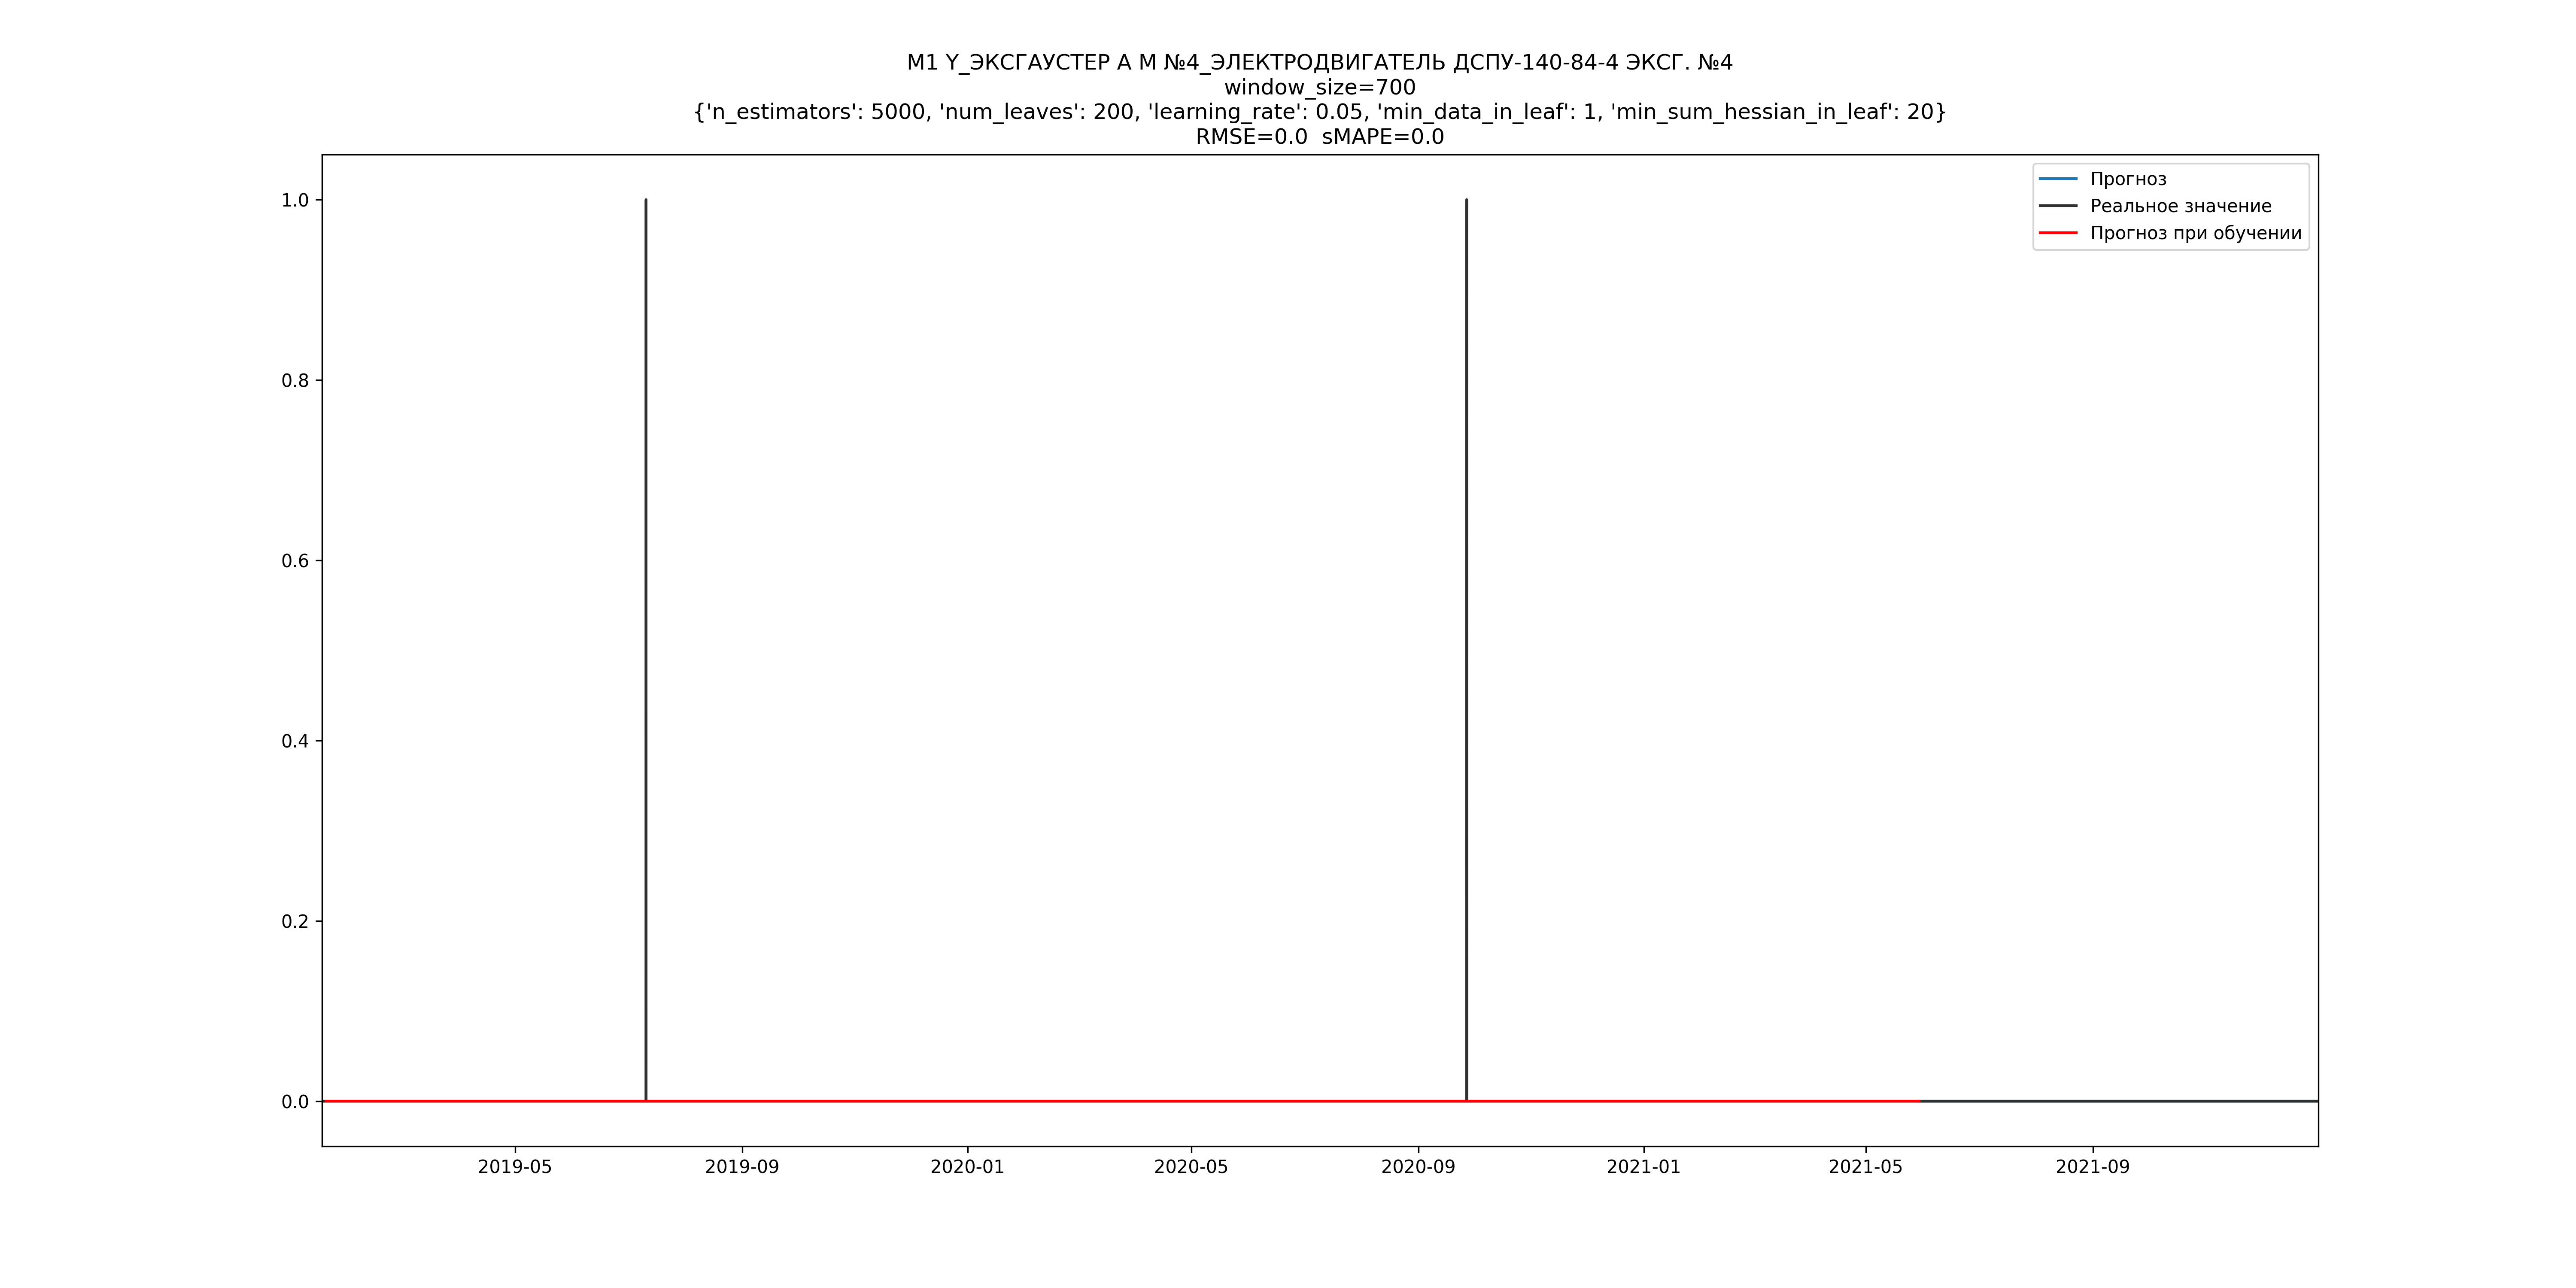 M1 Y_ЭКСГАУСТЕР А М №4_ЭЛЕКТРОДВИГАТЕЛЬ ДСПУ-140-84-4 ЭКСГ. №4
window_size=700
{'n_estimators': 5000, 'num_leaves': 200, 'learning_rate': 0.05, 'min_data_in_leaf': 1, 'min_sum_hessian_in_leaf': 20}
RMSE=0.0  sMAPE=0.0
Прогноз
Реальное значение
Прогноз при обучении
1.0
0.8
0.6
0.4
0.2
0.0
2019-05 2019-09 2020-01 2020-05 2020-09 2021-01 2021-05 2021-09